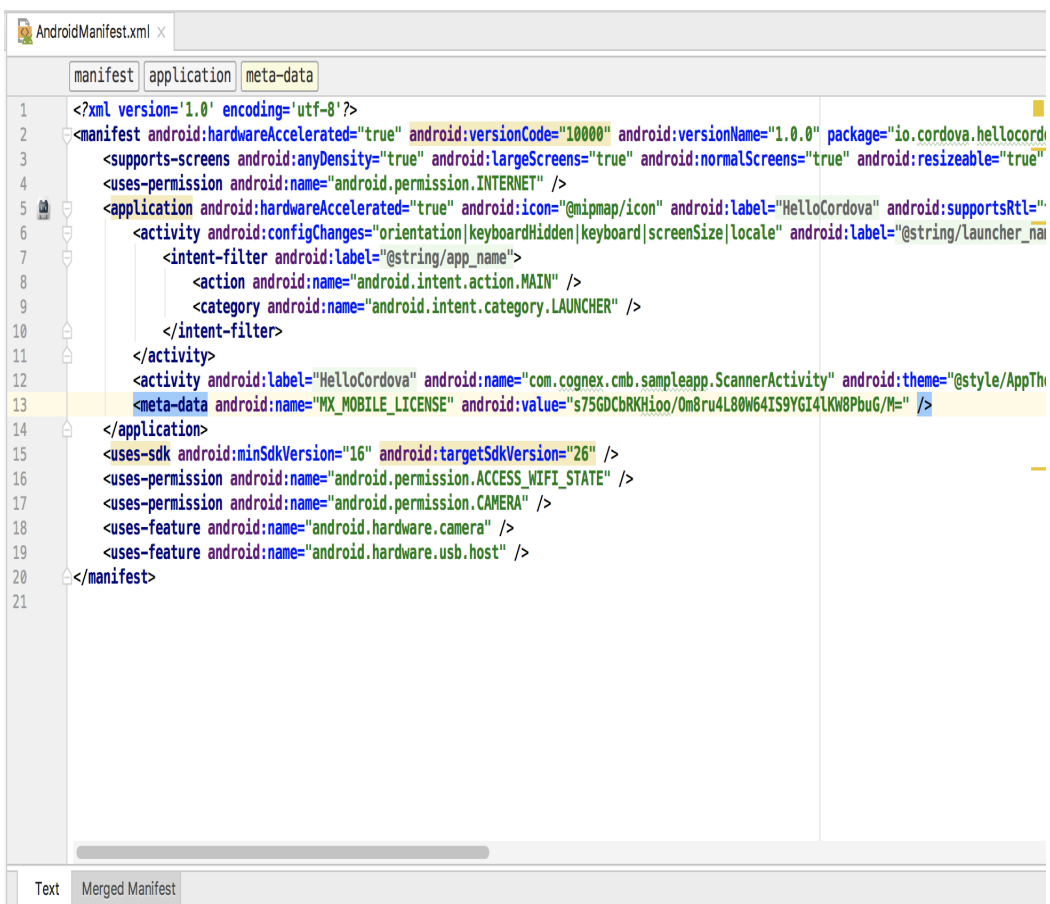 AndroidManifest.xml
manifest application meta-data
1 <?xml version='1.0' encoding='utf-8'?>
2 <manifest android:hardwareAccelerated="true" android:versionCode="10000" android:versionName="1.0.0" package="io.cordova.hellocord
3 <supports-screens android:anyDensity="true" android:largeScreens="true" android:normalScreens="true" android:resizeable="true"
4 <uses-permission android:name="android.permission.INTERNET" />
5 <application android:hardwareAccelerated="true" android:icon="@mipmap/icon" android:label="HelloCordova" android:supportsRtl="
6 <activity android:configChanges="orientation|keyboardHidden|keyboard|screenSize|locale" android:label="@string/launcher_na
7 <intent-filter android:label="@string/app_name">
8 <action android:name="android.intent.action.MAIN" />
9 <category android:name="android.intent.category.LAUNCHER" />
10 </intent-filter>
11 </activity>
12 <activity android:label="HelloCordova" android:name="com.cognex.cmb.sampleapp.ScannerActivity" android:theme="@style/AppThe
13 <meta-data android:name="MX_MOBILE_LICENSE" android:value="s75GDCbRKHioo/Om8ru4L80W64IS9YGI4lKW8PbuG/M=" />
14 </application>
15 <uses-sdk android:minSdkVersion="16" android:targetSdkVersion="26" />
16 <uses-permission android:name="android.permission.ACCESS_WIFI_STATE" />
17 <uses-permission android:name="android.permission.CAMERA" />
18 <uses-feature android:name="android.hardware.camera" />
19 <uses-feature android:name="android.hardware.usb.host" />
20 </manifest>
21
Text Merged Manifest